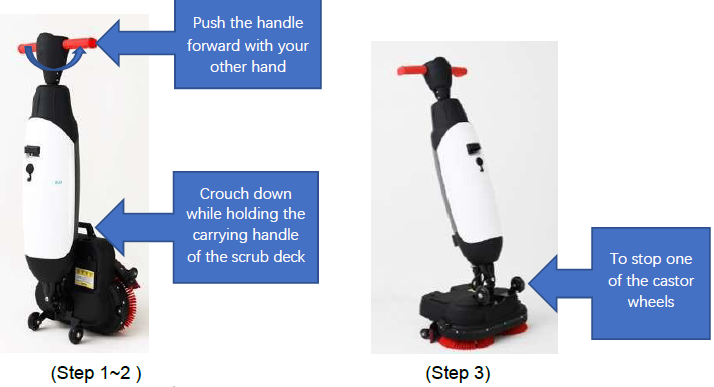 Push the handle
forward with your
other hand
Crouch down
while holding the
carrying handle
of the scrub deck
To stop one
of the castor
wheels
(Step 1~2 )
(Step 3)